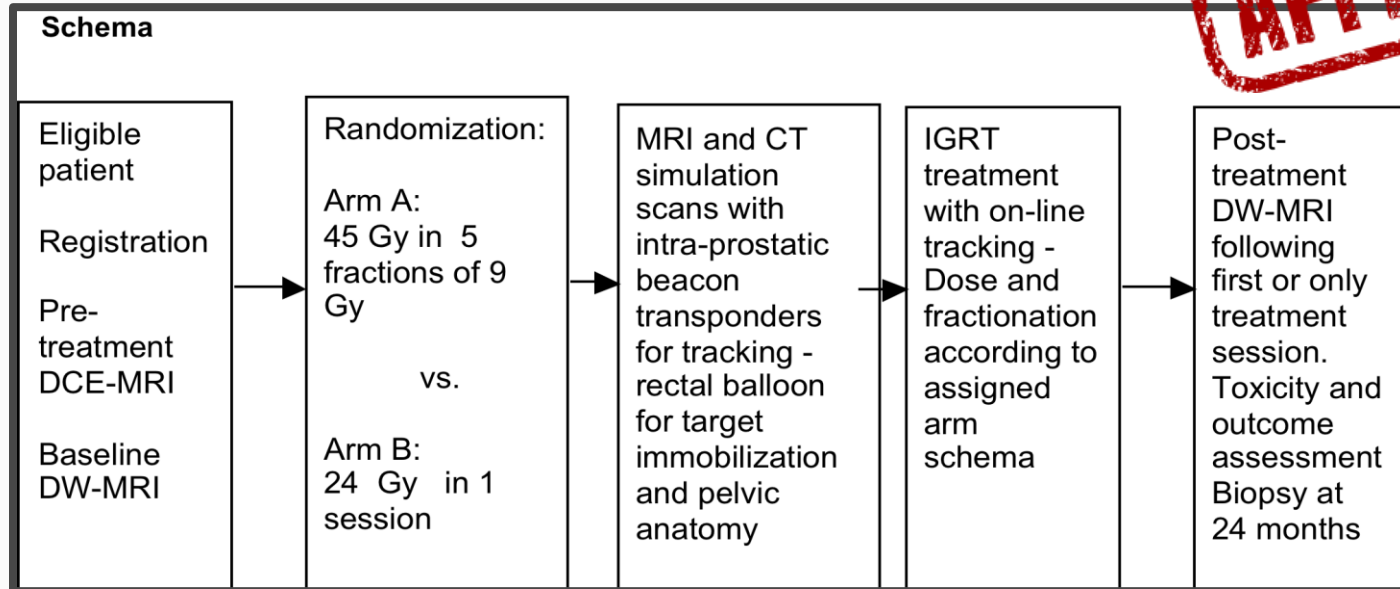 Schema
Eligible
patient
Registration
Pre-
treatment
DCE-MRI
Baseline
DW-MRI
Randomization:
Arm A:
45 Gy in 5
fractions of 9
Gy
vs.
Arm B:
24 Gy in 1
session
MRI and CT
simulation
scans with
intra-prostatic
beacon
transponders
for tracking -
rectal balloon
for target
immobilization
and pelvic
anatomy
IGRT
treatment
with on-line
tracking -
Dose and
fractionation
according to
assigned
arm
schema
Post-
treatment
DW-MRI
following
first or only
treatment
session.
Toxicity and
outcome
assessment
Biopsy at
24 months